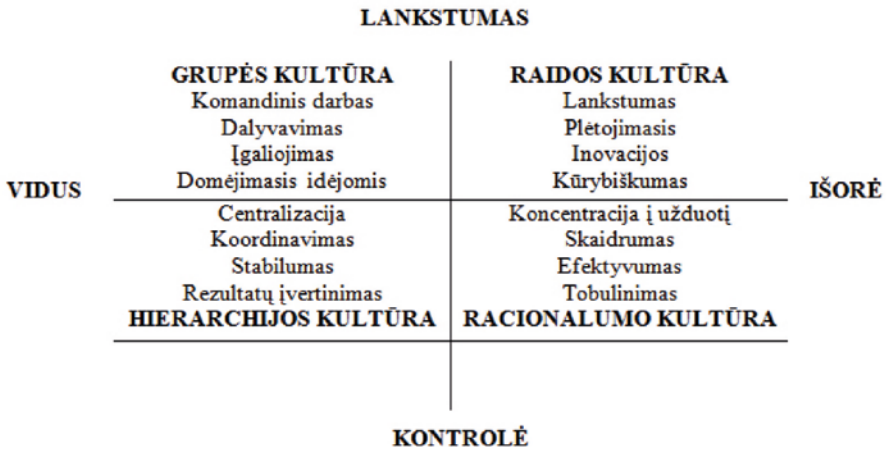 LANKSTUMAS
GRUPĖS KULTŪRA
Komandinis darbas
Dalyvavimas
Įgaliojimas
Domėjimasis idėjomis
RAIDOS KULTŪRA
Lankstumas
Plėtojimasis
Inovacijos
Kūrybiškumas
VIDUS
IŠORĖ
Centralizacija
Koordinavimas
Stabilumas
Rezultatų įvertinimas
HIERARCHIJOS KULTŪRA
Koncentracija į užduotį
Skaidrumas
Efektyvumas
Tobulinimas
RACIONALUMO KULTŪRA
KONTROLĖ